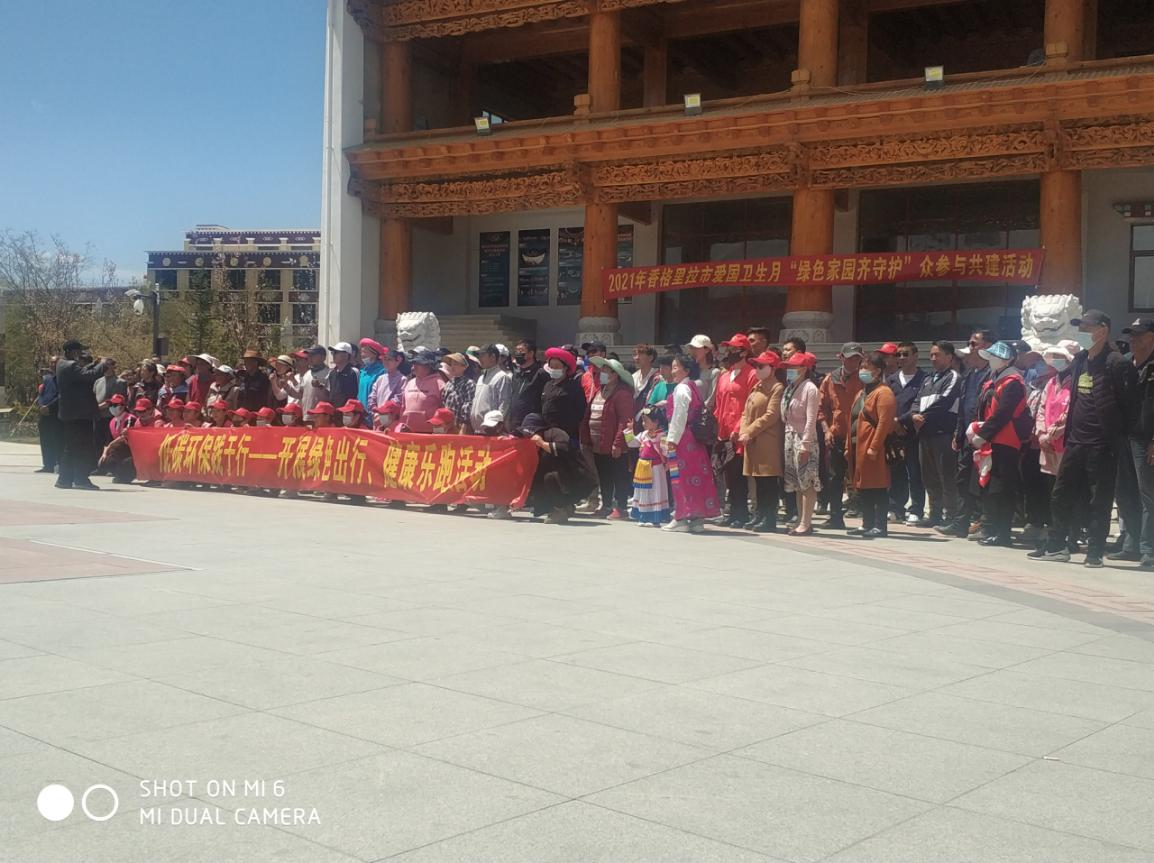 2021年香格里拉市爱国卫生月“绿色家园齐守护”众参与共建活动
低碳环保践于行——开展绿色出行、健康乐跑活动
SHOT ON MI 6
MI DUAL CAMERA